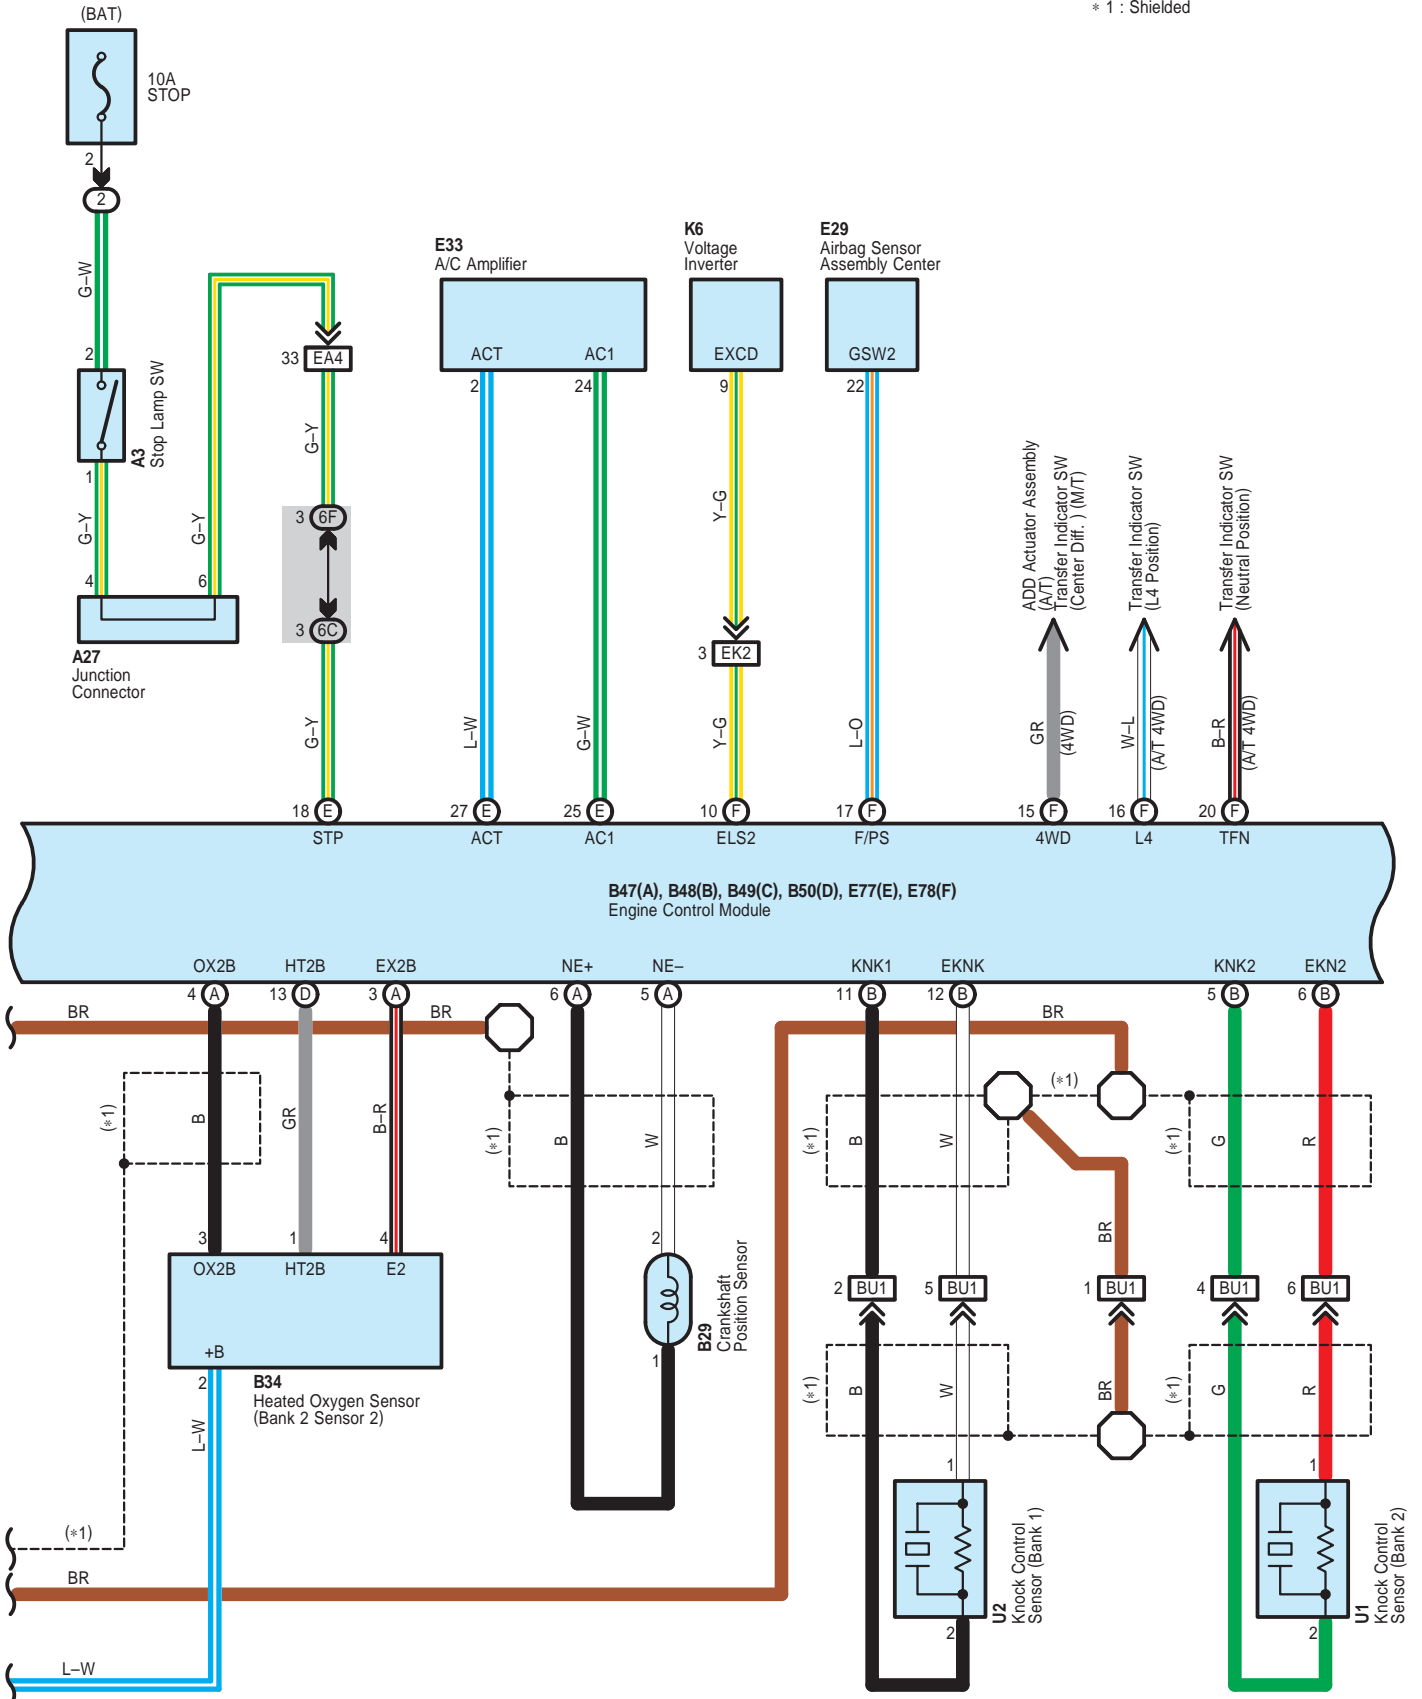 (BAT)
∗ 1 : Shielded
10A
STOP
2
2
G–W
2
A3
Stop Lamp SW
1
G–Y
4
6
G–Y
A27
Junction
Connector
33
EA4
G–Y
3
6F
3
6C
G–Y
E33
A/C Amplifier
ACT
AC1
2
24
L–W
G–W
K6
Voltage
Inverter
EXCD
9
Y–G
3
EK2
Y–G
E29
Airbag Sensor
Assembly Center
GSW2
22
L–O
ADD Actuator Assembly
(A/T)
Transfer Indicator SW
(Center Diff. ) (M/T)
GR
(4WD)
Transfer Indicator SW
(L4 Position)
W–L
(A/T 4WD)
Transfer Indicator SW
(Neutral Position)
B–R
(A/T 4WD)
18 E
27 E
25 E
10 F
17 F
15 F
16 F
20 F
STP
ACT
AC1
ELS2
F/PS
4WD
L4
TFN
B47(A), B48(B), B49(C), B50(D), E77(E), E78(F)
Engine Control Module
OX2B
HT2B
EX2B
NE+
NE–
KNK1
EKNK
KNK2
EKN2
4 A
13 D
3 A
6 A
5 A
11 B
12 B
5 B
6 B
BR
BR
BR
(∗1)
B
GR
B–R
(∗1)
B
W
(∗1)
B
W
(∗1)
(∗1)
G
R
3
1
4
OX2B
HT2B
E2
+B
2
B34
Heated Oxygen Sensor
(Bank 2 Sensor 2)
L–W
2
B29
Crankshaft
Position Sensor
1
BR
2 BU1
5 BU1
1 BU1
4 BU1
6 BU1
(∗1)
B
W
BR
(∗1)
G
R
1
1
U2
Knock Control
Sensor (Bank 1)
2
U1
Knock Control
Sensor (Bank 2)
2
(∗1)
BR
L–W